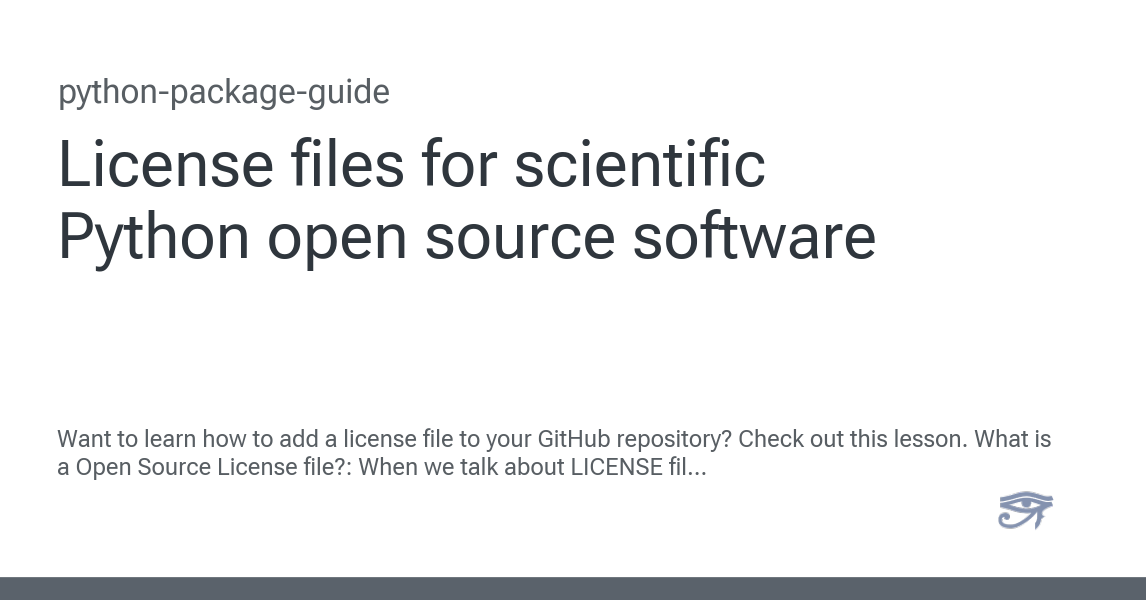 python-package-guide
License files for scientific
Python open source software
Want to learn how to add a license file to your GitHub repository? Check out this lesson. What is
a Open Source License file?: When we talk about LICENSE fil...